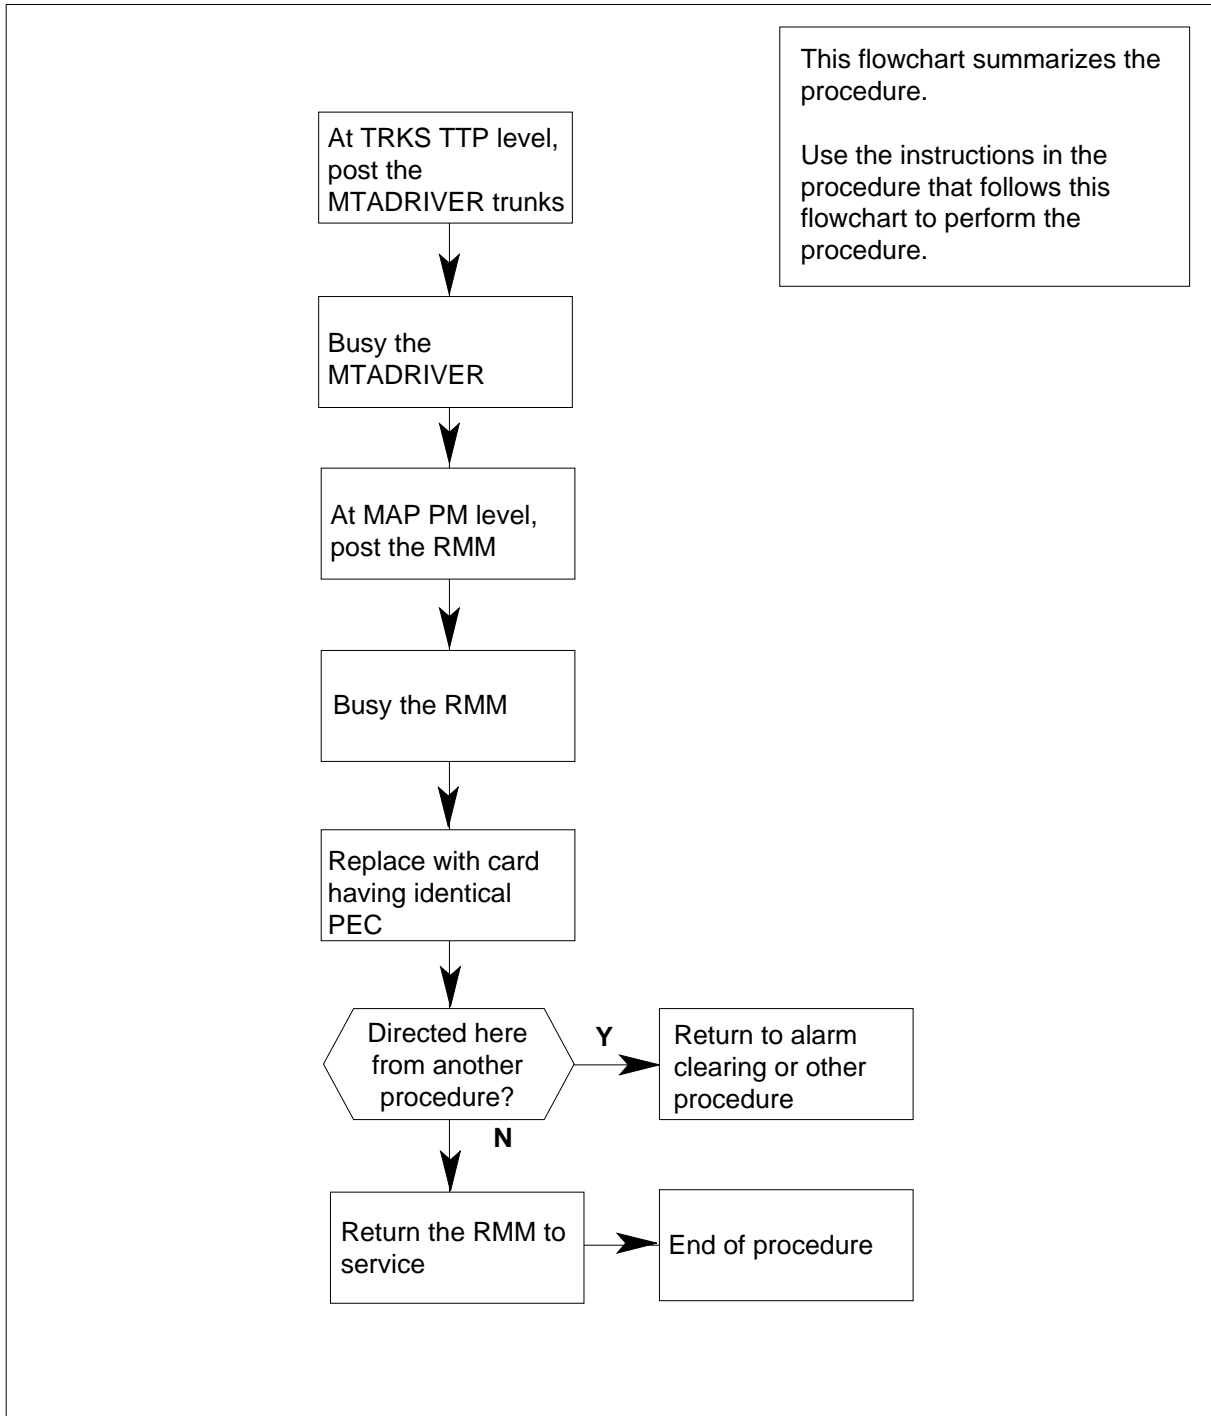 This flowchart summarizes the
procedure.
Use the instructions in the
procedure that follows this
flowchart to perform the
procedure.
At TRKS TTP level,
post the
MTADRIVER trunks
Busy the
MTADRIVER
At MAP PM level,
post the RMM
Busy the RMM
Replace with card
having identical
PEC
Directed here
from another
procedure?
Y
Return to alarm
clearing or other
procedure
N
Return the RMM to
service
End of procedure